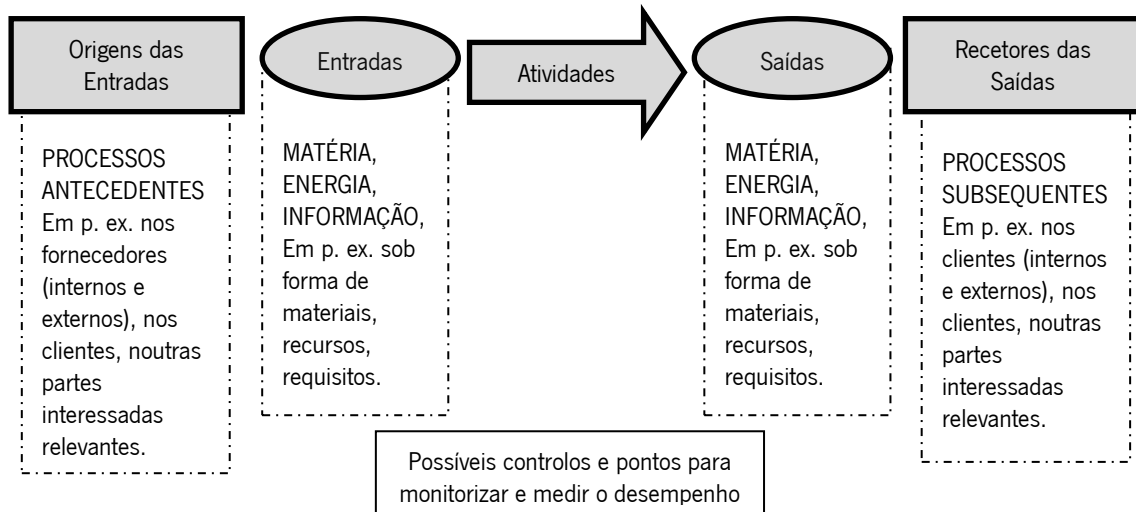 Origens das
Entradas
Entradas
Atividades
Saídas
Recetores das
Saídas
PROCESSOS
ANTECEDENTES
Em p. ex. nos
fornecedores
(internos e
externos), nos
clientes, noutras
partes
interessadas
relevantes.
MATÉRIA,
ENERGIA,
INFORMAÇÃO,
Em p. ex. sob
forma de
materiais,
recursos,
requisitos.
MATÉRIA,
ENERGIA,
INFORMAÇÃO,
Em p. ex. sob
forma de
materiais,
recursos,
requisitos.
PROCESSOS
SUBSEQUENTES
Em p. ex. nos
clientes (internos
e externos), nos
clientes, noutras
partes
interessadas
relevantes.
Possíveis controlos e pontos para
monitorizar e medir o desempenho